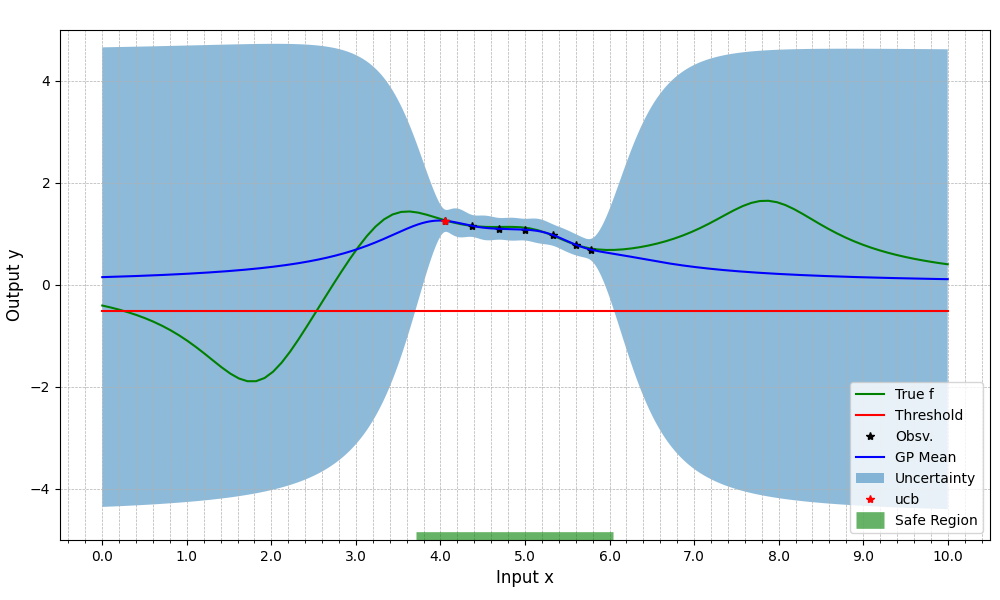 Output y
4
2
0
−2
−4
True f
Threshold
Obsv.
GP Mean
Uncertainty
ucb
Safe Region
0.0 1.0 2.0 3.0 4.0 5.0 6.0 7.0 8.0 9.0 10.0
Input x